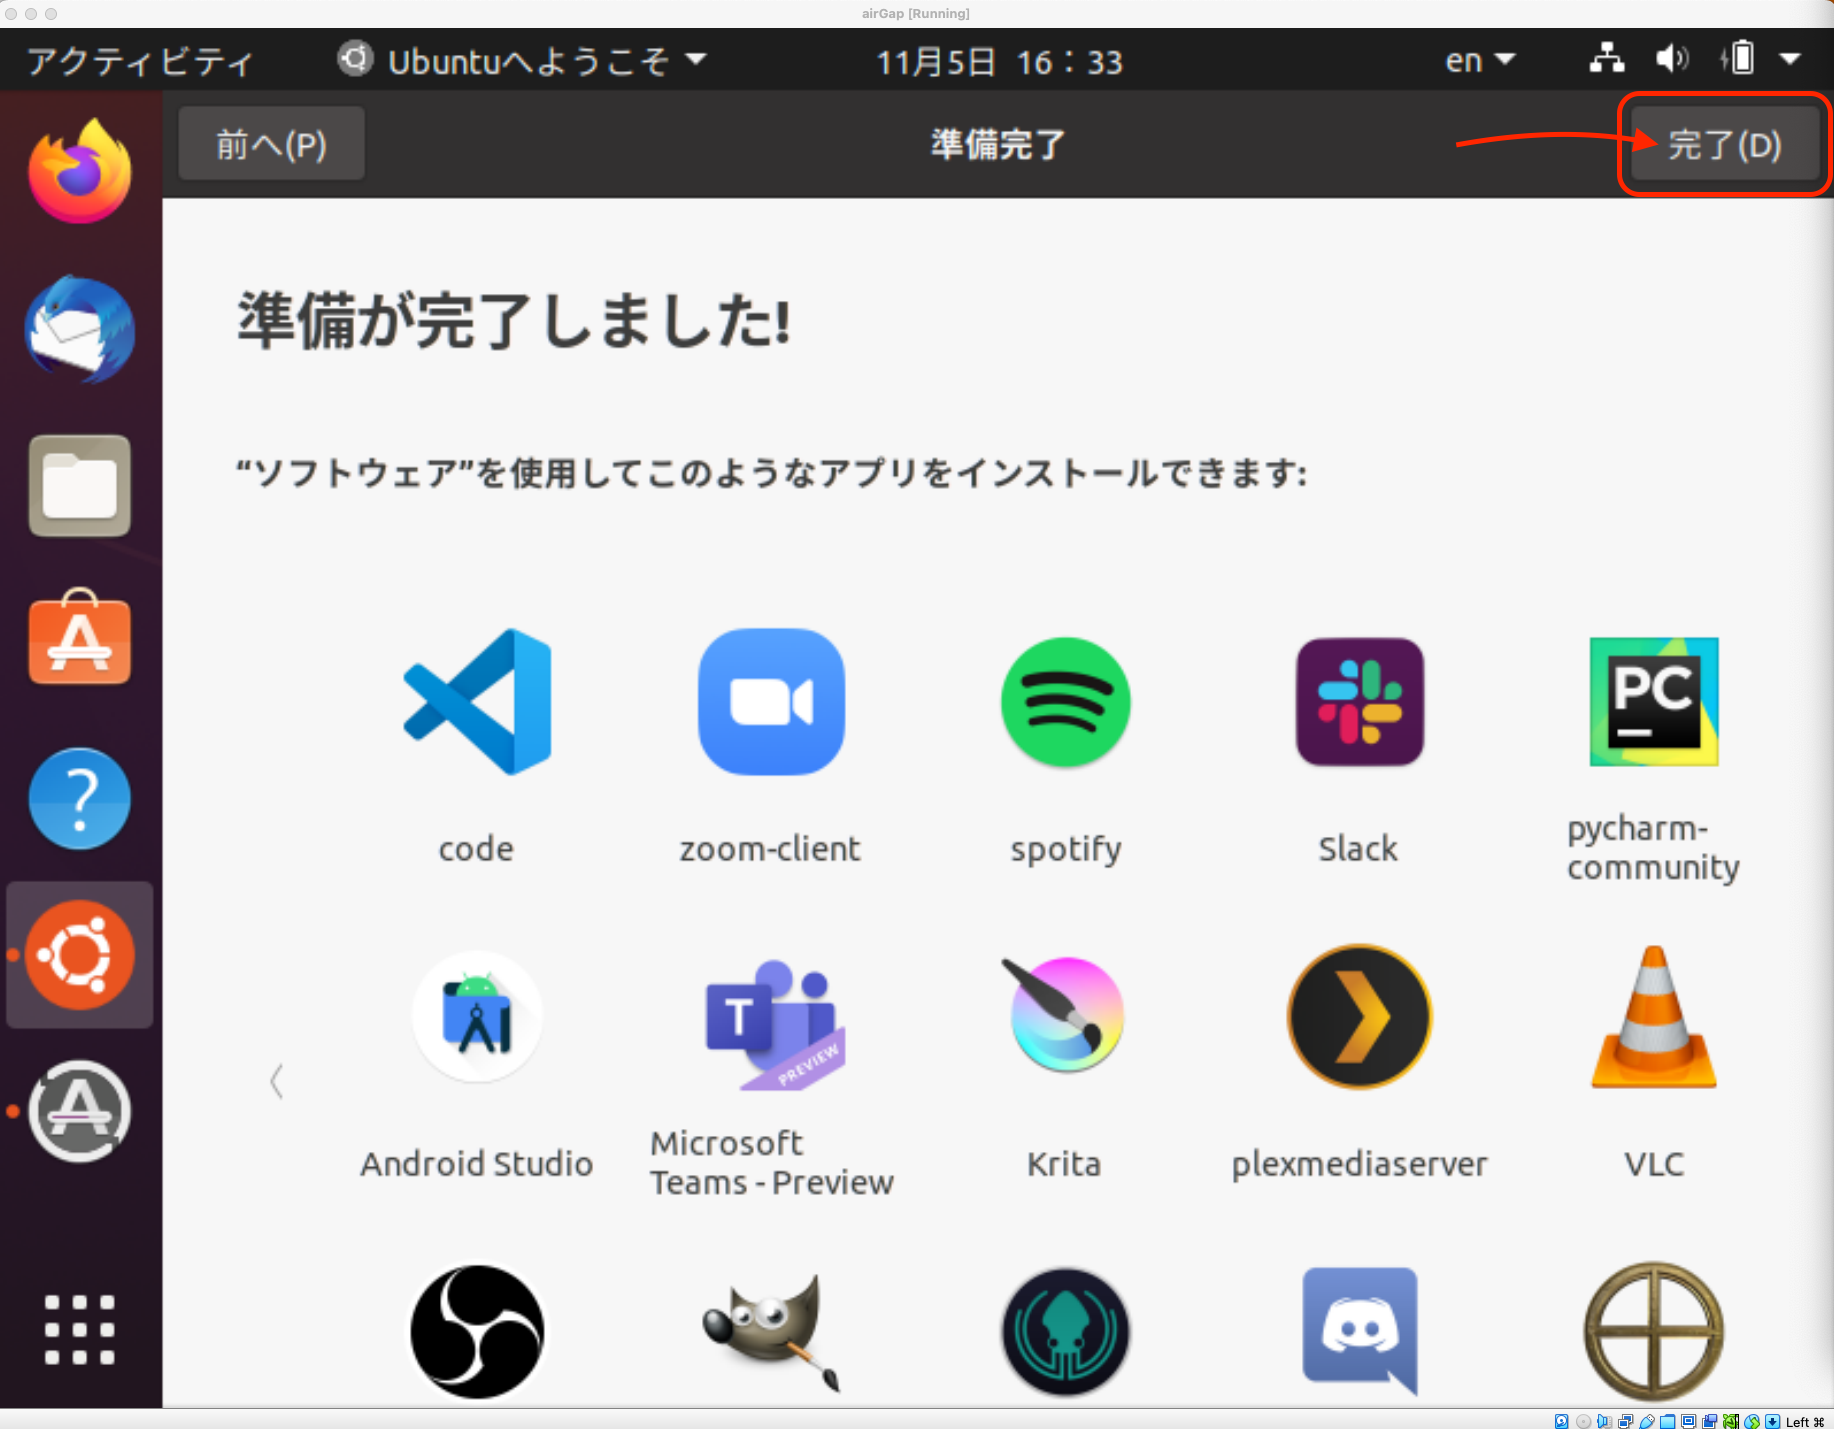 airGap [Running]
アクティビティ
Ubuntuへようこそ
11月5日 16：33
en
前へ(P)
準備完了
完了(D)
準備が完了しました!
“ソフトウェア”を使用してこのようなアプリをインストールできます:
code
zoom-client
spotify
Slack
PC
pycharm-
community
T
PREVIEW
Android Studio
Microsoft
Teams - Preview
Krita
plexmediaserver
VLC
Left ⌘